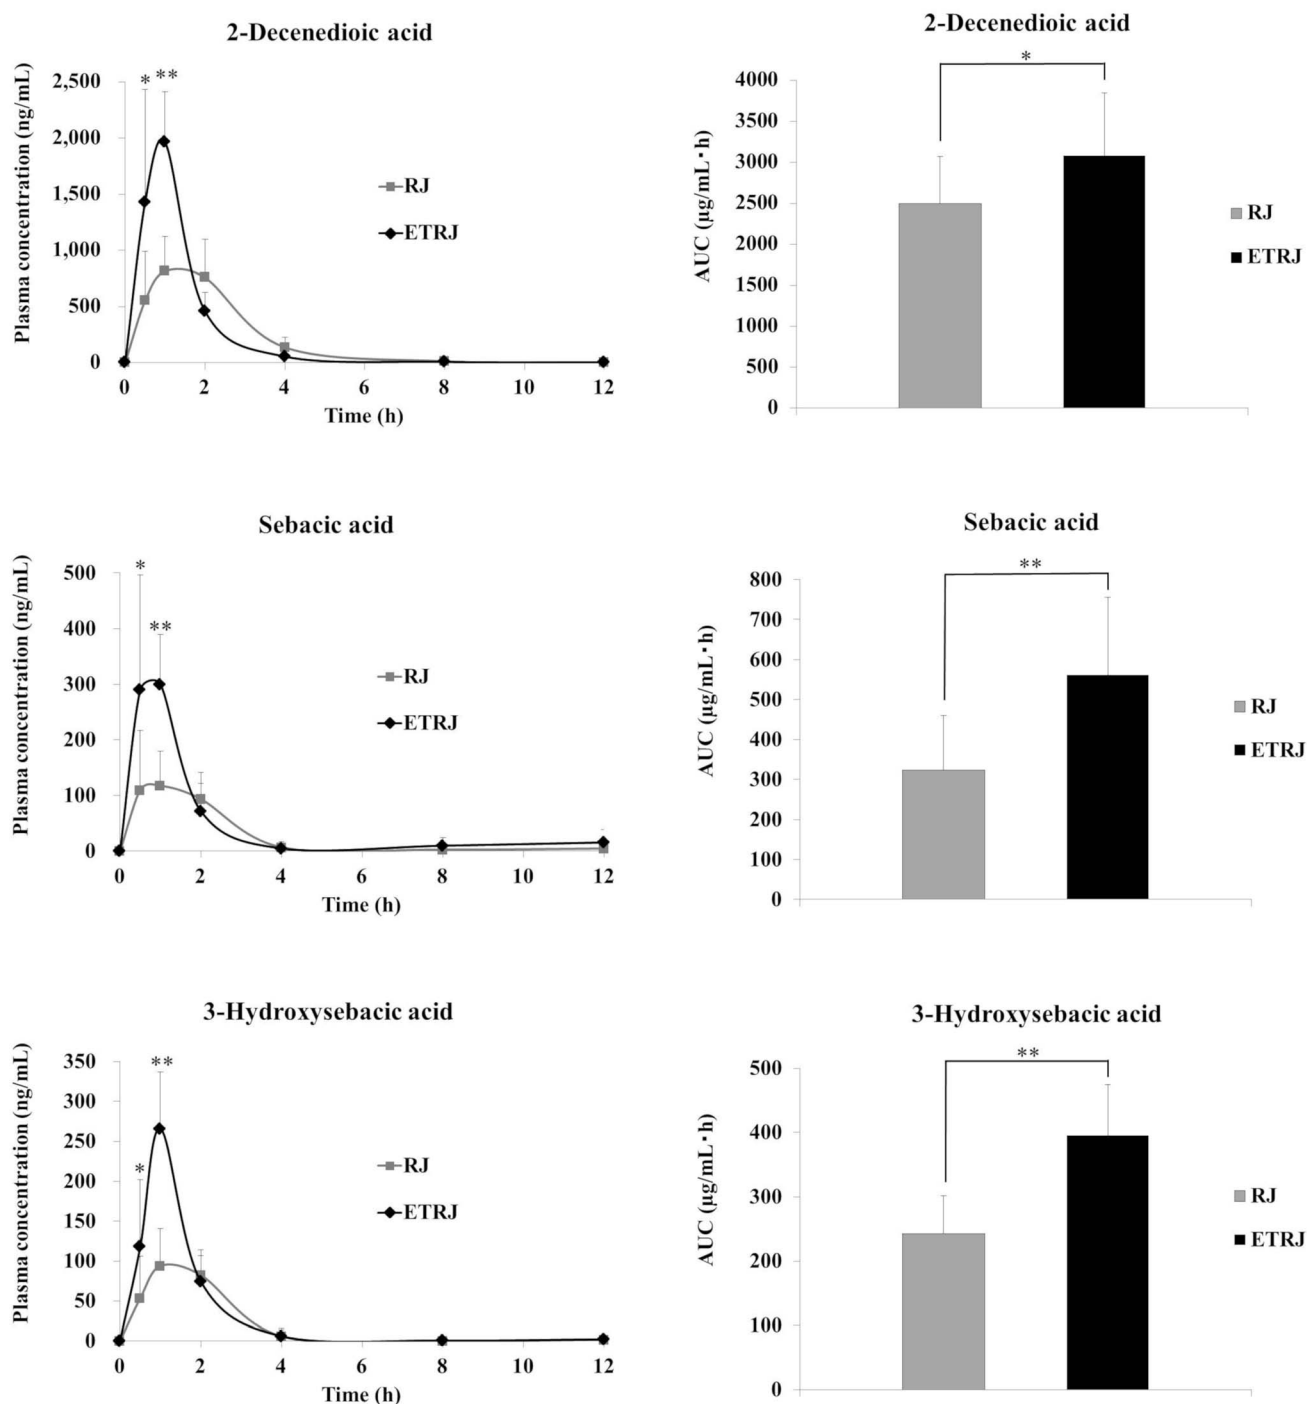 2-Decenedioic acid
Plasma concentration (ng/mL)
2,500
2,000
1,500
1,000
500
0
* **
RJ
ETRJ
0 2 4 6 8 10 12
Time (h)
2-Decenedioic acid
AUC (μg/mL·h)
4000
3500
3000
2500
2000
1500
1000
500
0
*
RJ
ETRJ
Sebacic acid
Plasma concentration (ng/mL)
500
400
300
200
100
0
*
**
RJ
ETRJ
0 2 4 6 8 10 12
Time (h)
Sebacic acid
AUC (μg/mL·h)
800
700
600
500
400
300
200
100
0
**
RJ
ETRJ
3-Hydroxysebacic acid
Plasma concentration (ng/mL)
350
300
250
200
150
100
50
0
**
*
RJ
ETRJ
0 2 4 6 8 10 12
Time (h)
3-Hydroxysebacic acid
AUC (μg/mL·h)
500
400
300
200
100
0
**
RJ
ETRJ